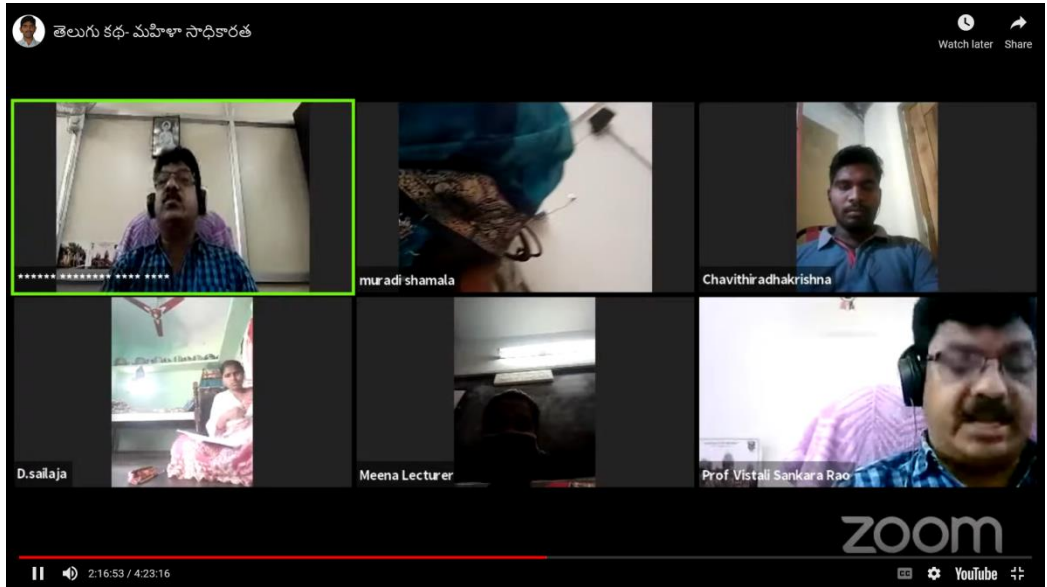 తెలుగు కథ- మహిళా సాధికారత
Watch later Share
****** ******** **** ****
muradi shamala
Chavithiradhakrishna
D.sailaja
Meena Lecturer
Prof Vistali Sankara Rao
zoom
2:16:53 / 4:23:16
CC
YouTube